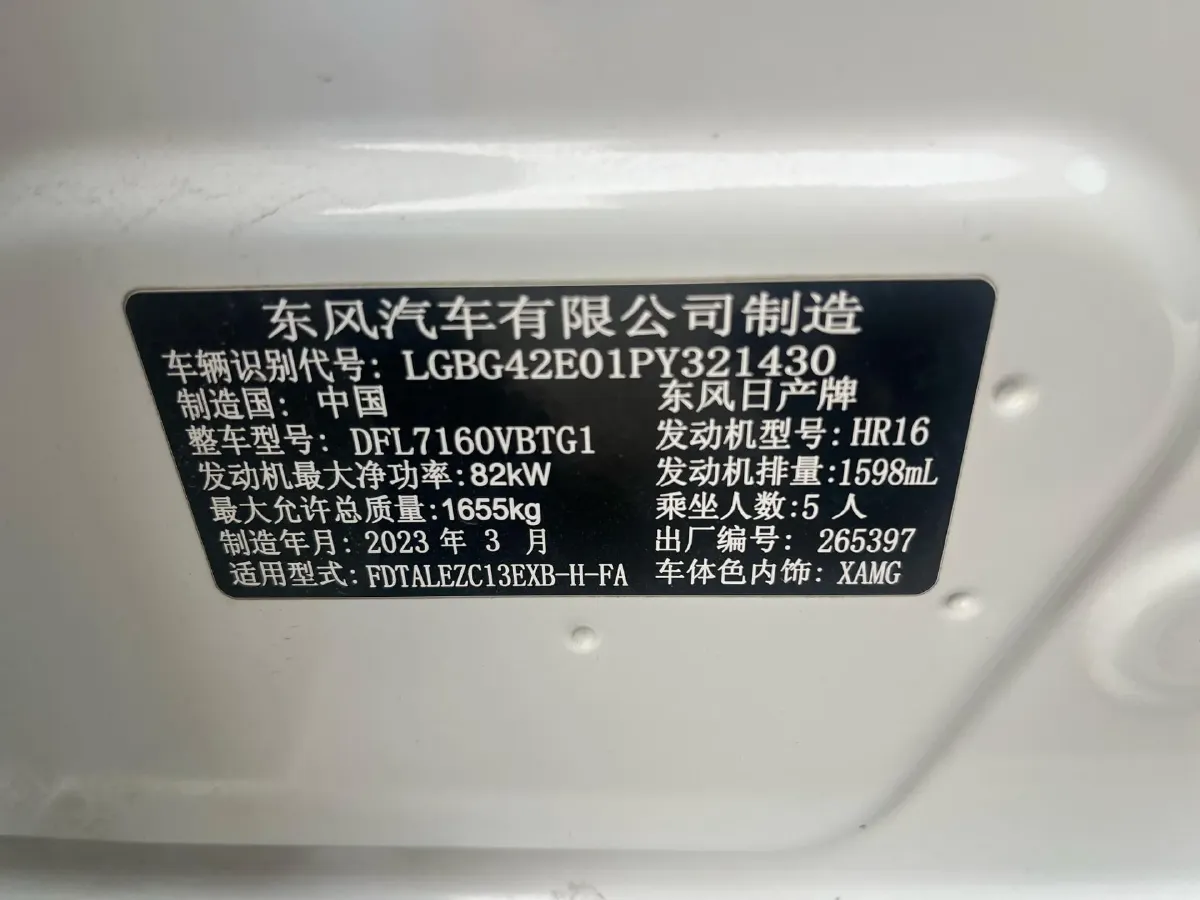 东风汽车有限公司制造
车辆识别代号: LGBG42E01PY321430
制造国: 中国 东风日产牌
整车型号: DFL7160VBTG1 发动机型号: HR16
发动机最大净功率: 82kW 发动机排量: 1598mL
最大允许总质量: 1655kg 乘坐人数: 5 人
制造年月: 2023 年 3 月 出厂编号: 265397
适用型式: FDTALEZC13EXB-H-FA 车体色内饰: XAMG